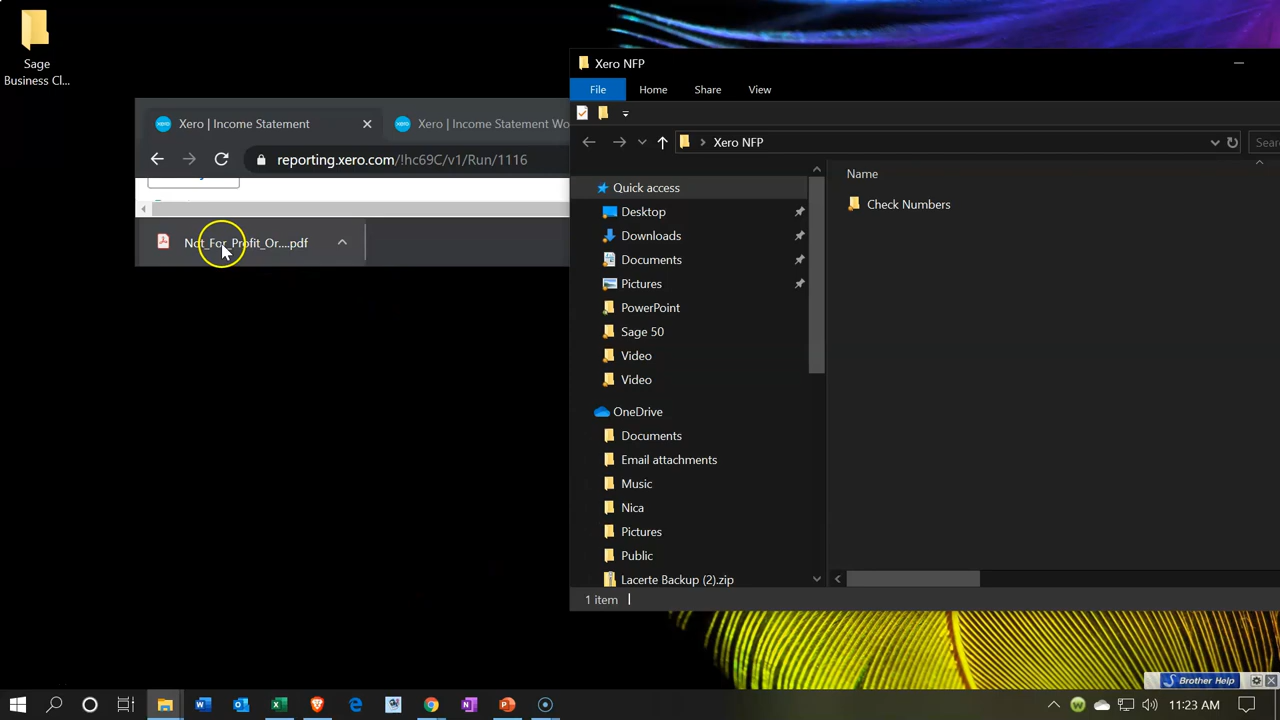 Sage
Business Cl...
Xero NFP
File
Home
Share
View
Xero | Income Statement
Xero | Income Statement Wo
reporting.xero.com/!hc69C/v1/Run/1116
Xero NFP
Sear
Name
Quick access
Check Numbers
Desktop
Downloads
Not_For_Profit_Or....pdf
Documents
Pictures
PowerPoint
Sage 50
Video
Video
OneDrive
Documents
Email attachments
Music
Nica
Pictures
Public
Lacerte Backup (2).zip
1 item
Brother Help
11:23 AM